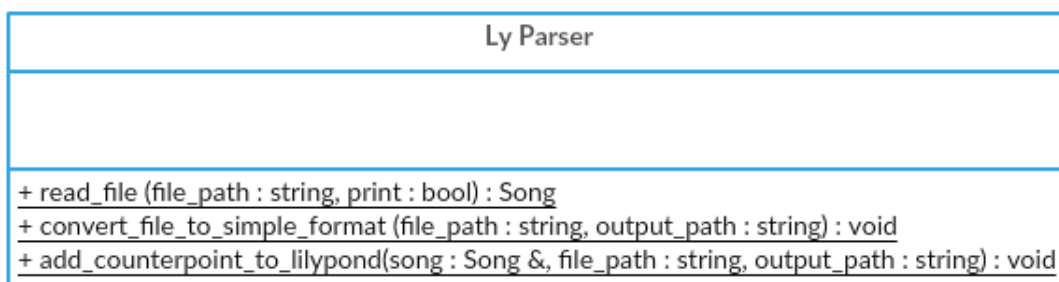 Ly Parser
+ read_file (file_path : string, print : bool) : Song
+ convert_file_to_simple_format (file_path : string, output_path : string) : void
+ add_counterpoint_to_lilypond(song : Song &, file_path : string, output_path : string) : void